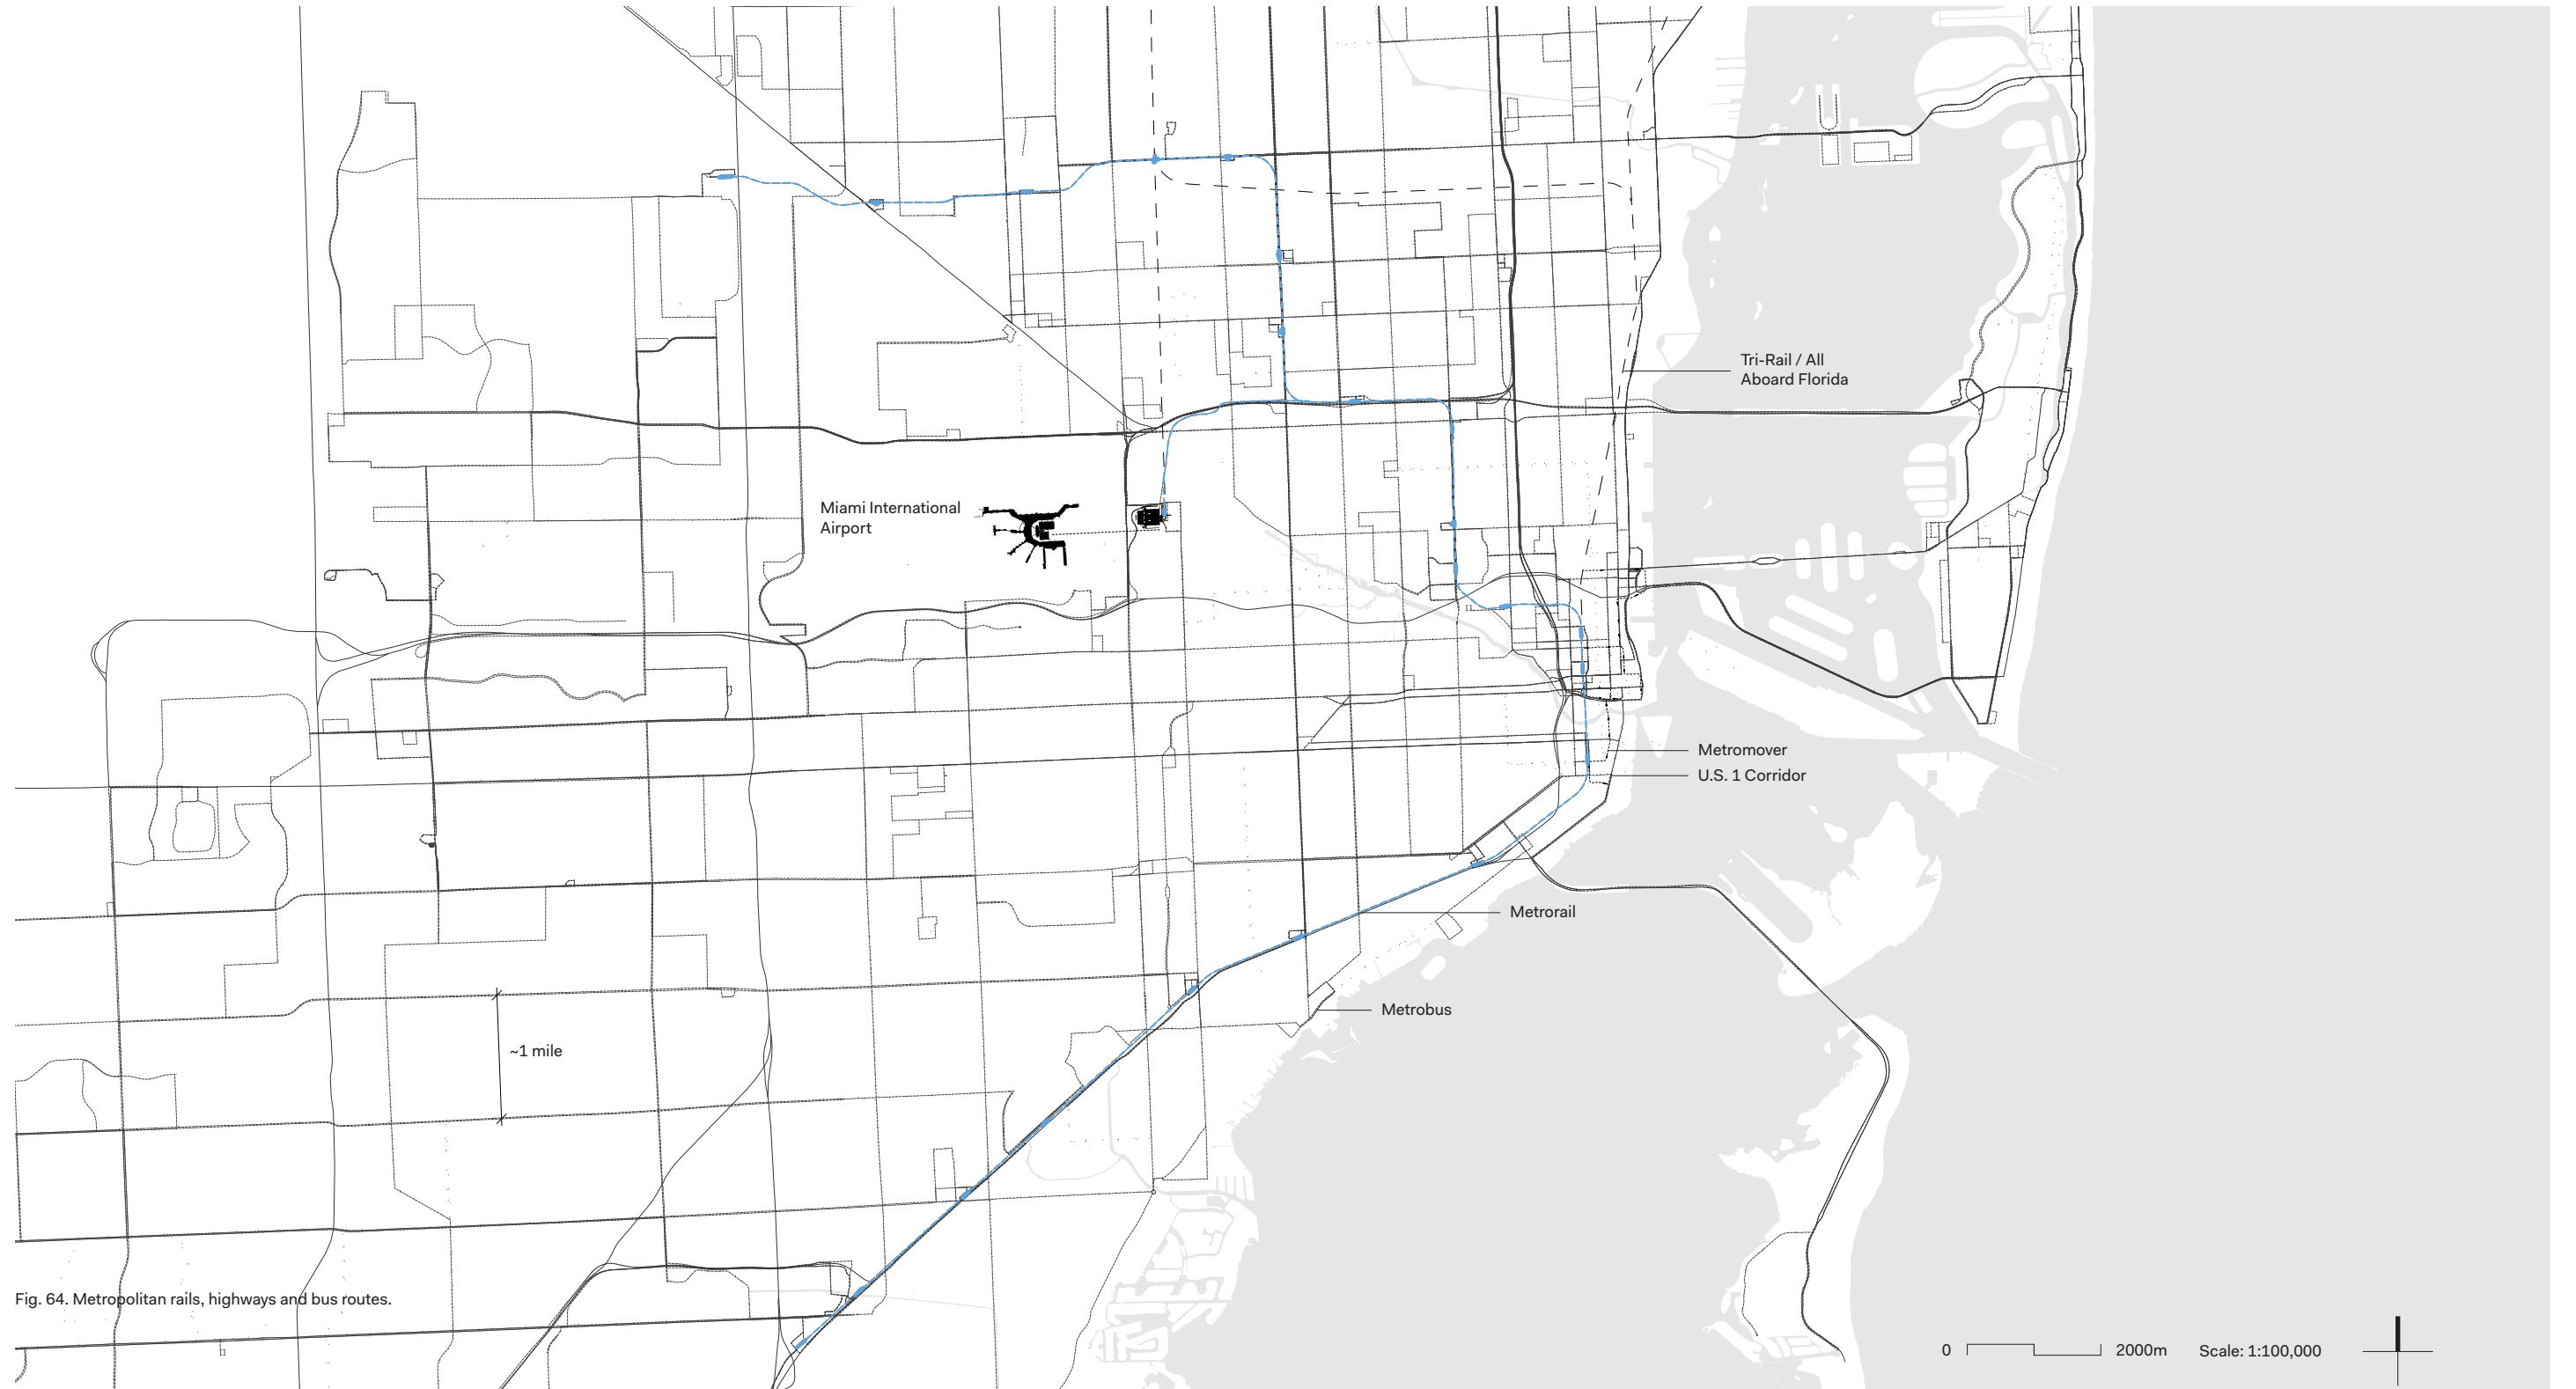 Tri-Rail / All
Aboard Florida
Miami International
Airport
Metromover
U.S. 1 Corridor
Metrorail
Metrobus
~1 mile
Fig. 64. Metropolitan rails, highways and bus routes.
0 2000m Scale: 1:100,000